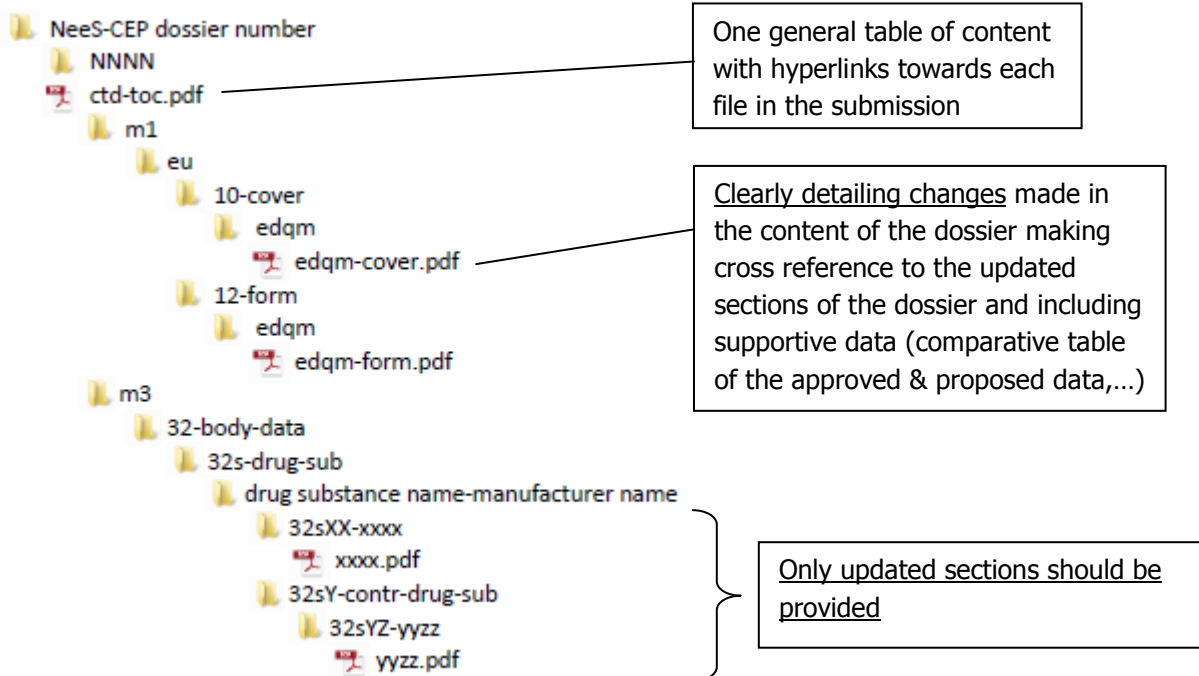 NeeS-CEP dossier number
NNNN
ctd-toc.pdf
m1
eu
10-cover
edqm
edqm-cover.pdf
12-form
edqm
edqm-form.pdf
m3
32-body-data
32s-drug-sub
drug substance name-manufacturer name
32sXX-xxxx
xxxx.pdf
32sY-contr-drug-sub
32sYZ-yyzz
yyzz.pdf
One general table of content
with hyperlinks towards each
file in the submission
Clearly detailing changes made in
the content of the dossier making
cross reference to the updated
sections of the dossier and including
supportive data (comparative table
of the approved & proposed data,…)
Only updated sections should be
provided